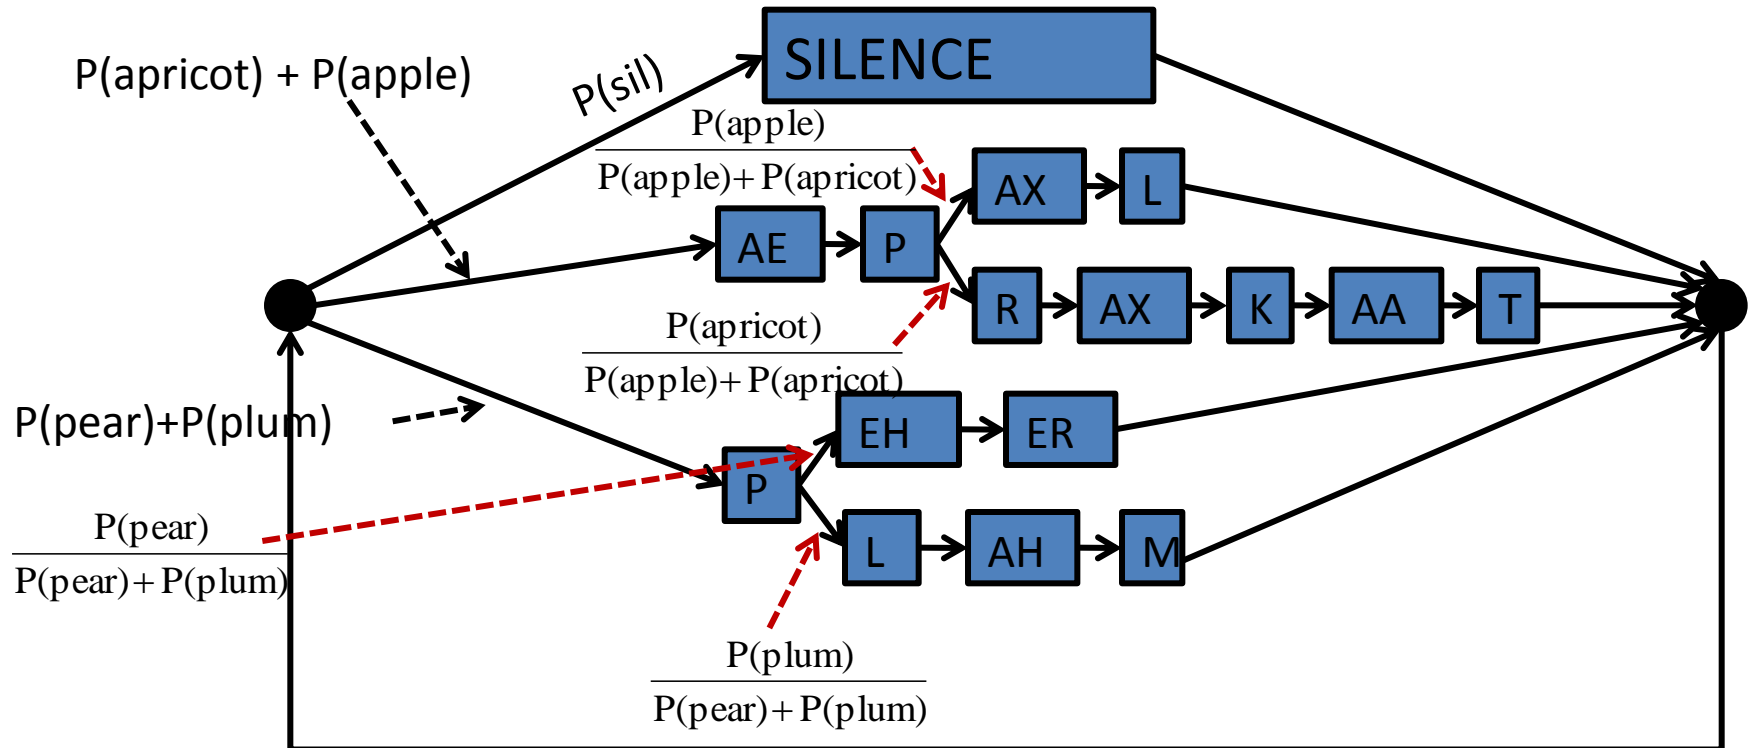 SILENCE
P(apricot) + P(apple)
P(sil)
P(apple)
P(apple)+ P(apricot)
AX L
AE P
R AX K AA T
P(apricot)
P(apple)+ P(apricot)
P(pear)+P(plum)
EH ER
P
P(pear)
P(pear)+ P(plum)
L AH M
P(plum)
P(pear)+ P(plum)